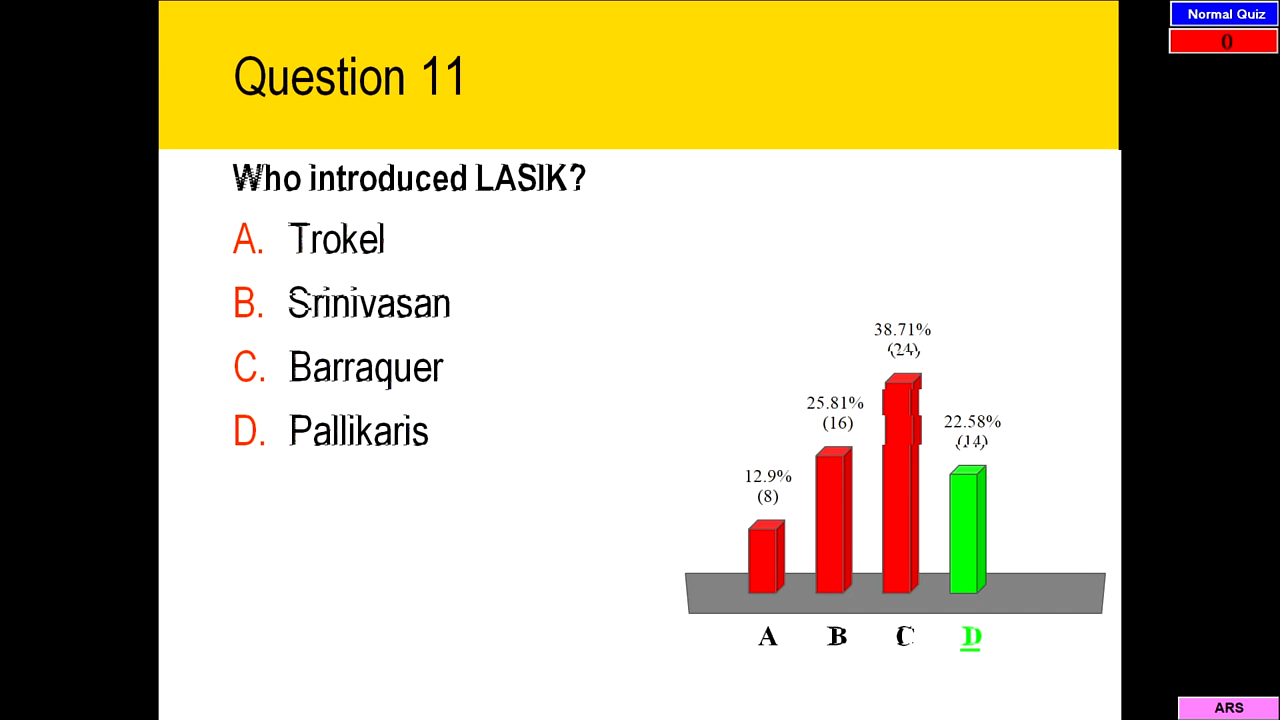 Normal Quiz
0
Question 11
Who introduced LASIK?
A. Trokel
B. Srinivasan
C. Barraquer
D. Pallikaris
38.71%
(24)
25.81%
(16)
22.58%
(14)
12.9%
(8)
A B C D
ARS